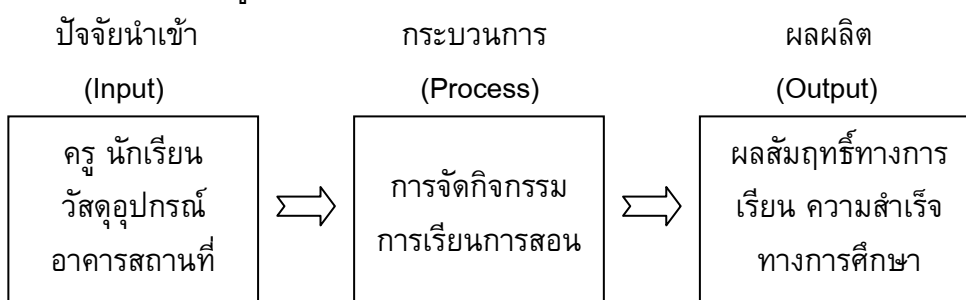 ปัจจัยนำเข้า กระบวนการ ผลผลิต
(Input) (Process) (Output)
ครู นักเรียน
วัสดุอุปกรณ์
อาคารสถานที่
การจัดกิจกรรม
การเรียนการสอน
ผลสัมฤทธิ์ทางการ
เรียน ความสำเร็จ
ทางการศึกษา